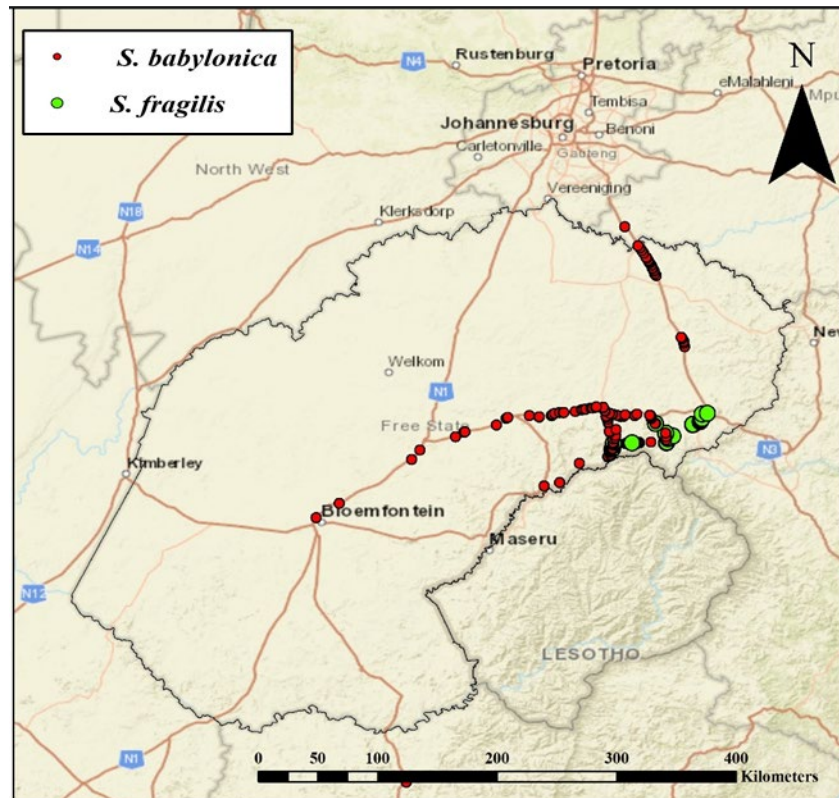 S. babylonica
S. fragilis
N
N4
Rustenburg
Pretoria
eMalahleni
Mpu
Tembisa
Johannesburg
Benoni
Carletonville
Gauteng
North West
Vereeniging
Klerksdorp
N18
N14
New
Welkom
N1
Free State
N3
Kimberley
Bloemfontein
Maseru
N12
LESOTHO
N1
0 50 100 200 300 400
Kilometers